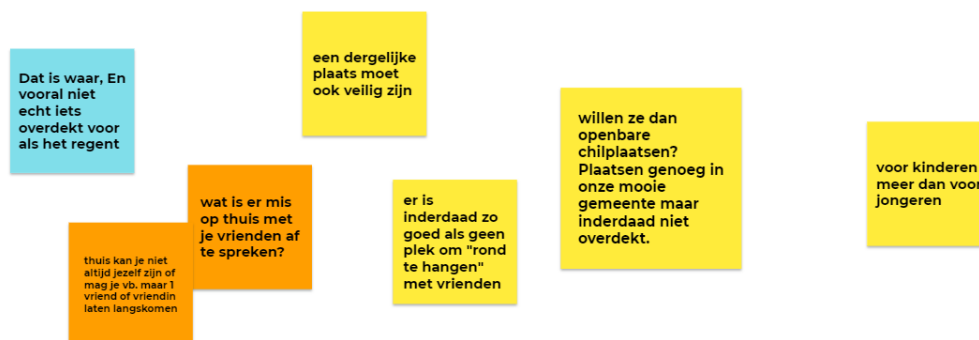 Dat is waar, En
vooral niet
echt iets
overdekt voor
als het regent
een dergelijke
plaats moet
ook veilig zijn
wat is er mis
op thuis met
je vrienden af
te spreken?
thuis kan je niet
altijd jezelf zijn of
mag je vb. maar 1
vriend of vriendin
laten langskomen
er is
inderdaad zo
goed als geen
plek om "rond
te hangen"
met vrienden
willen ze dan
openbare
chilplaatsen?
Plaatsen genoeg in
onze mooie
gemeente maar
inderdaad niet
overdekt.
voor kinderen
meer dan voor
jongeren